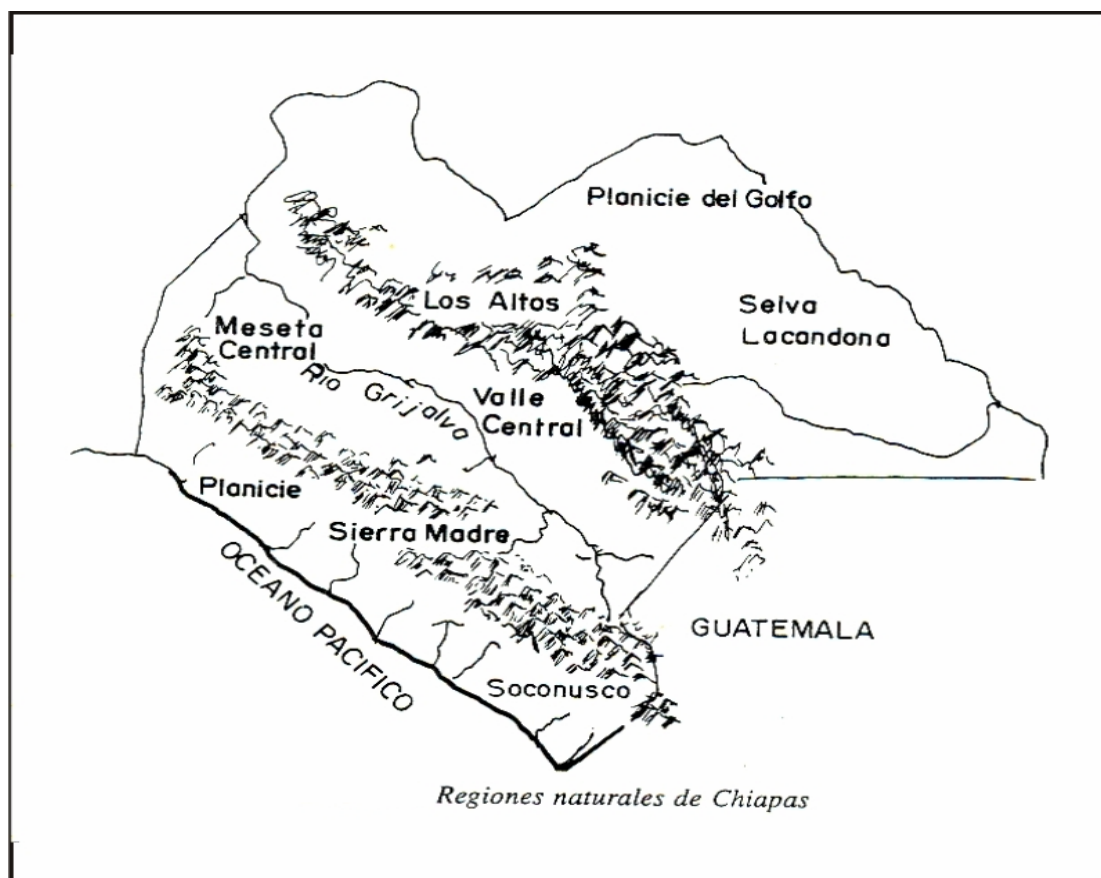 Planicie del Golfo
Los Altos
Selva
Lacandona
Meseta
Central
Río Grijalva
Valle
Central
Planicie
Sierra Madre
OCEANO PACIFICO
GUATEMALA
Soconusco
Regiones naturales de Chiapas